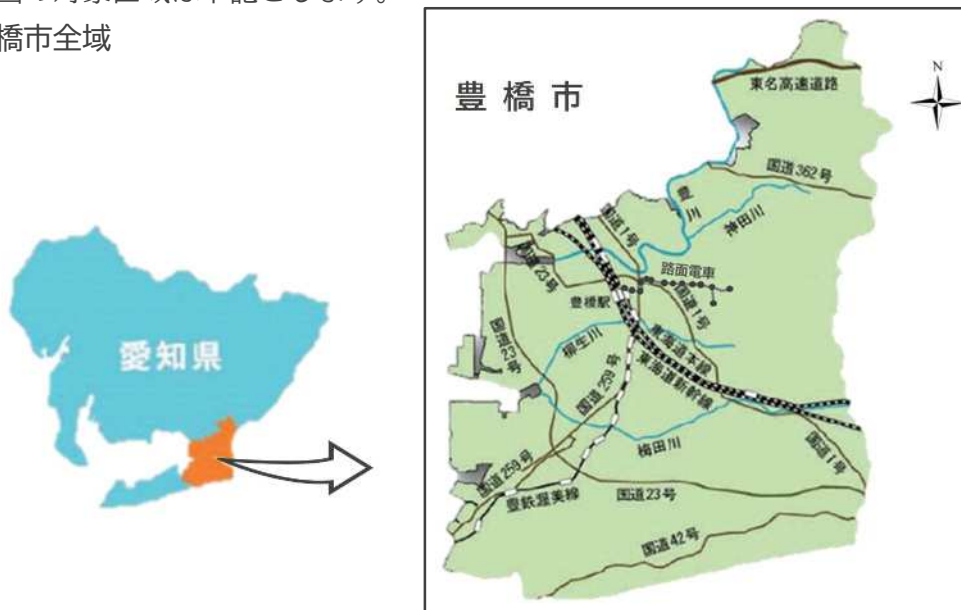 橋市全域
豊橋市
N
東名高速道路
国道362号
豊川
神田川
国道1号
国道23号
路面電車
豊橋駅
国道1号
国道23号
柳生川
東海道本線
東海道新幹線
国道259号
愛知県
梅田川
国道1号
国道259号
豊鉄渥美線
国道23号
国道42号